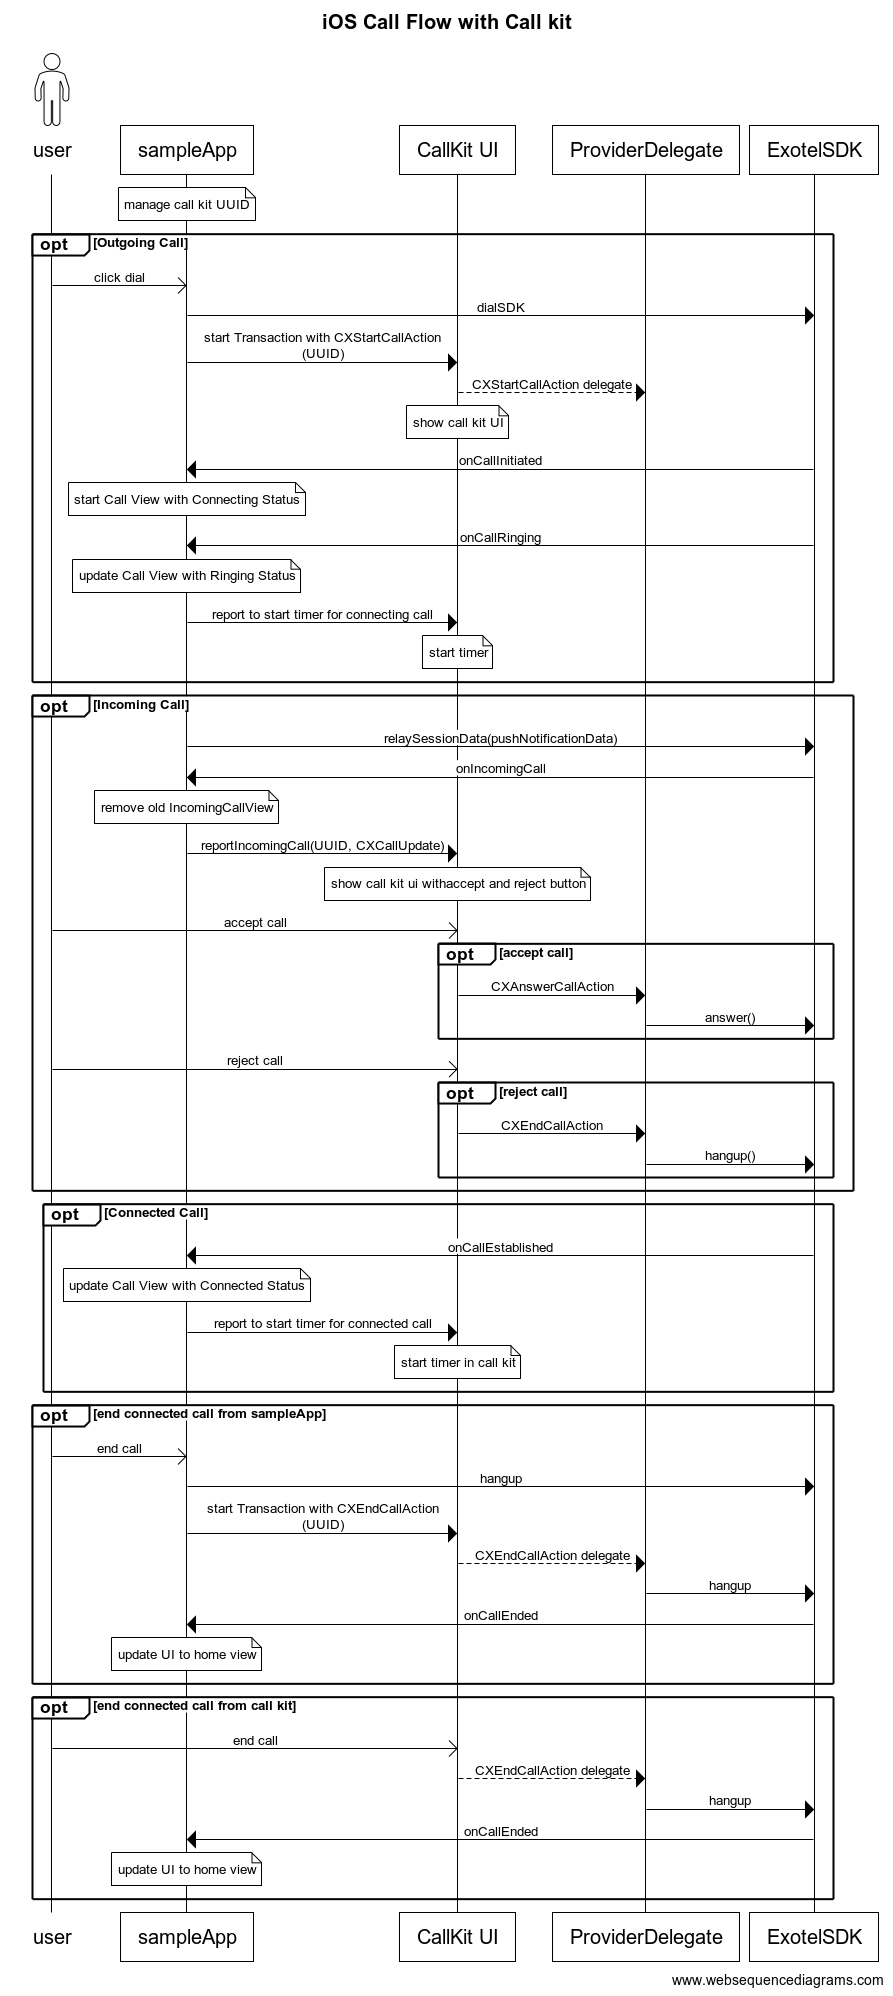 iOS Call Flow with Call kit
user
sampleApp
CallKit UI
ProviderDelegate
ExotelSDK
manage call kit UUID
opt [Outgoing Call]
click dial
dialSDK
start Transaction with CXStartCallAction
(UUID)
CXStartCallAction delegate
show call kit UI
onCallInitiated
start Call View with Connecting Status
onCallRinging
update Call View with Ringing Status
report to start timer for connecting call
start timer
opt [Incoming Call]
relaySessionData(pushNotificationData)
onIncomingCall
remove old IncomingCallView
reportIncomingCall(UUID, CXCallUpdate)
show call kit ui withaccept and reject button
accept call
opt [accept call]
CXAnswerCallAction
answer()
reject call
opt [reject call]
CXEndCallAction
hangup()
opt [Connected Call]
onCallEstablished
update Call View with Connected Status
report to start timer for connected call
start timer in call kit
opt [end connected call from sampleApp]
end call
hangup
start Transaction with CXEndCallAction
(UUID)
CXEndCallAction delegate
hangup
onCallEnded
update UI to home view
opt [end connected call from call kit]
end call
CXEndCallAction delegate
hangup
onCallEnded
update UI to home view
user
sampleApp
CallKit UI
ProviderDelegate
ExotelSDK
www.websequencediagrams.com